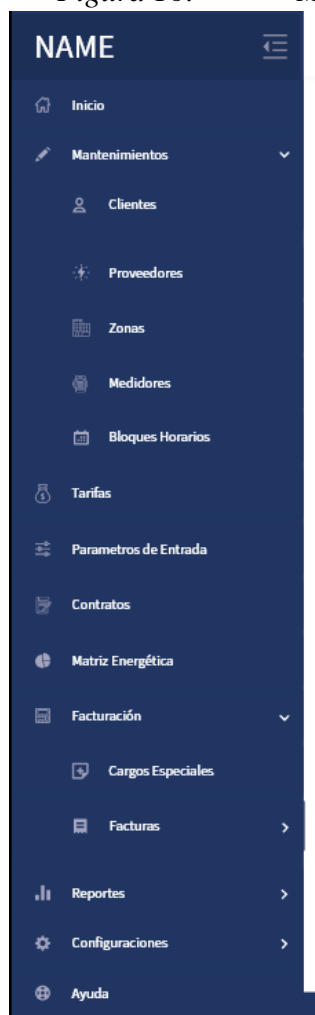 NAME
Inicio
Mantenimientos
Clientes
Proveedores
Zonas
Medidores
Bloques Horarios
Tarifas
Parametros de Entrada
Contratos
Matriz Energética
Facturación
Cargos Especiales
Facturas
Reportes
Configuraciones
Ayuda